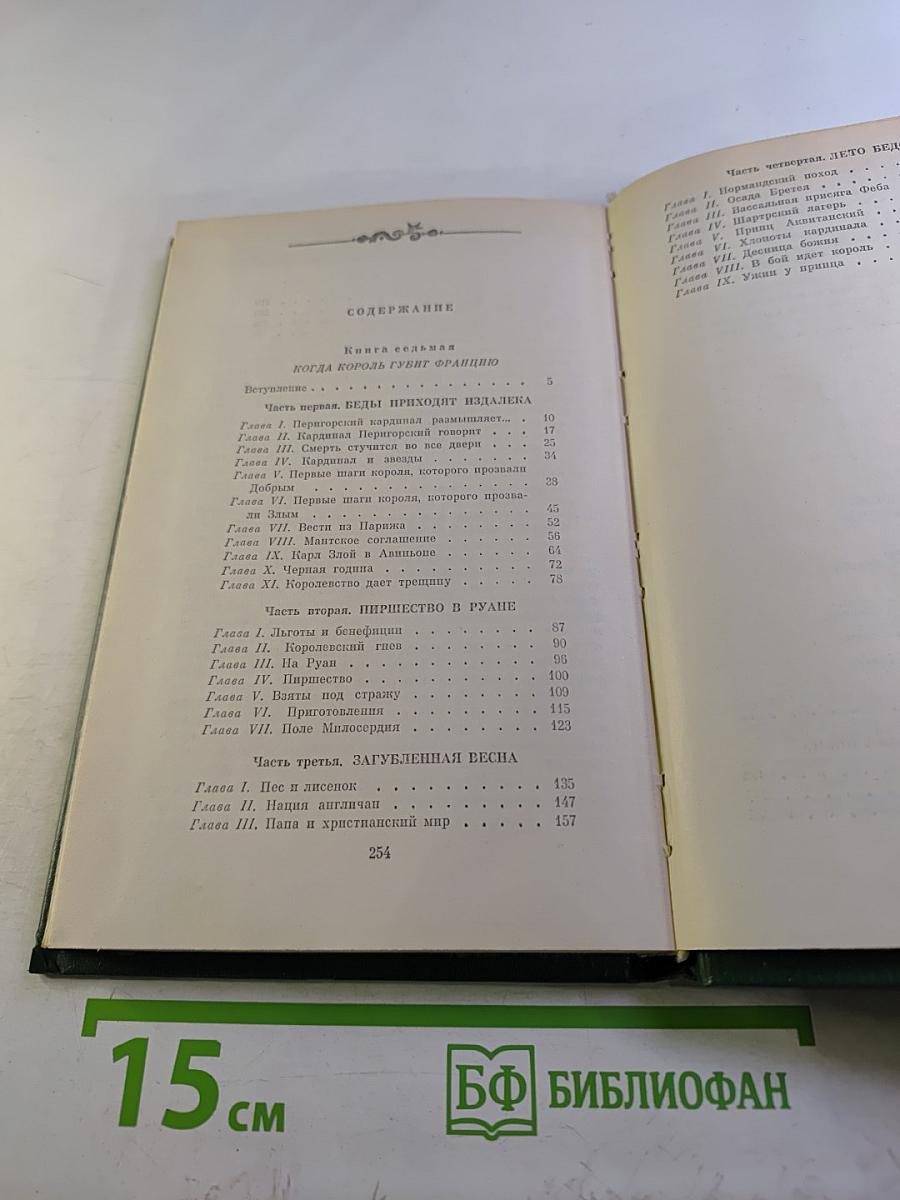 СОДЕРЖАНИЕ
Книга седьмая
КОГДА КОРОЛЬ ГУБИТ ФРАНЦИЮ
Вступление . . . . . . . . . . . . . . . . 5
Часть первая. БЕДЫ ПРИХОДЯТ ИЗДАЛЕКА
Глава I. Перигорский кардинал размышляет... . 10
Глава II. Кардинал Перигорский говорит . . . 17
Глава III. Смерть стучится во все двери . . . 25
Глава IV. Кардинал и звезды . . . . . . . 34
Глава V. Первые шаги короля, которого прозвали
Добрым . . . . . . . . . . . . . . . 38
Глава VI. Первые шаги короля, которого прозва-
ли Злым . . . . . . . . . . . . . . . 45
Глава VII. Вести из Парижа . . . . . . . . 52
Глава VIII. Мантское соглашение . . . . . . 56
Глава IX. Карл Злой в Авиньоне . . . . . . 64
Глава X. Черная година . . . . . . . . . . 72
Глава XI. Королевство дает трещину . . . . . 78
Часть вторая. ПИРШЕСТВО В РУАНЕ
Глава I. Льготы и бенефиции . . . . . . . . 87
Глава II. Королевский гнев . . . . . . . . 90
Глава III. На Руан . . . . . . . . . . . . 96
Глава IV. Пиршество . . . . . . . . . . . 100
Глава V. Взяты под стражу . . . . . . . . 109
Глава VI. Приготовления . . . . . . . . . 115
Глава VII. Поле Милосердия . . . . . . . . 123
Часть третья. ЗАГУБЛЕННАЯ ВЕСНА
Глава I. Пес и лисенок . . . . . . . . . . 135
Глава II. Нация англичан . . . . . . . . . 147
Глава III. Папа и христианский мир . . . . . 157
254
Часть четвертая. ЛЕТО БЕД
Глава I. Нормандский поход . . . .
Глава II. Осада Бретея . . . . .
Глава III. Вассальная присяга Феба
Глава IV. Шартрский лагерь . . .
Глава V. Принц Аквитанский . .
Глава VI. Хлопоты кардинала . .
Глава VII. Десница божия . . .
Глава VIII. В бой идет король .
Глава IX. Ужин у принца . . .
15 см
БФ БИБЛИОФАН